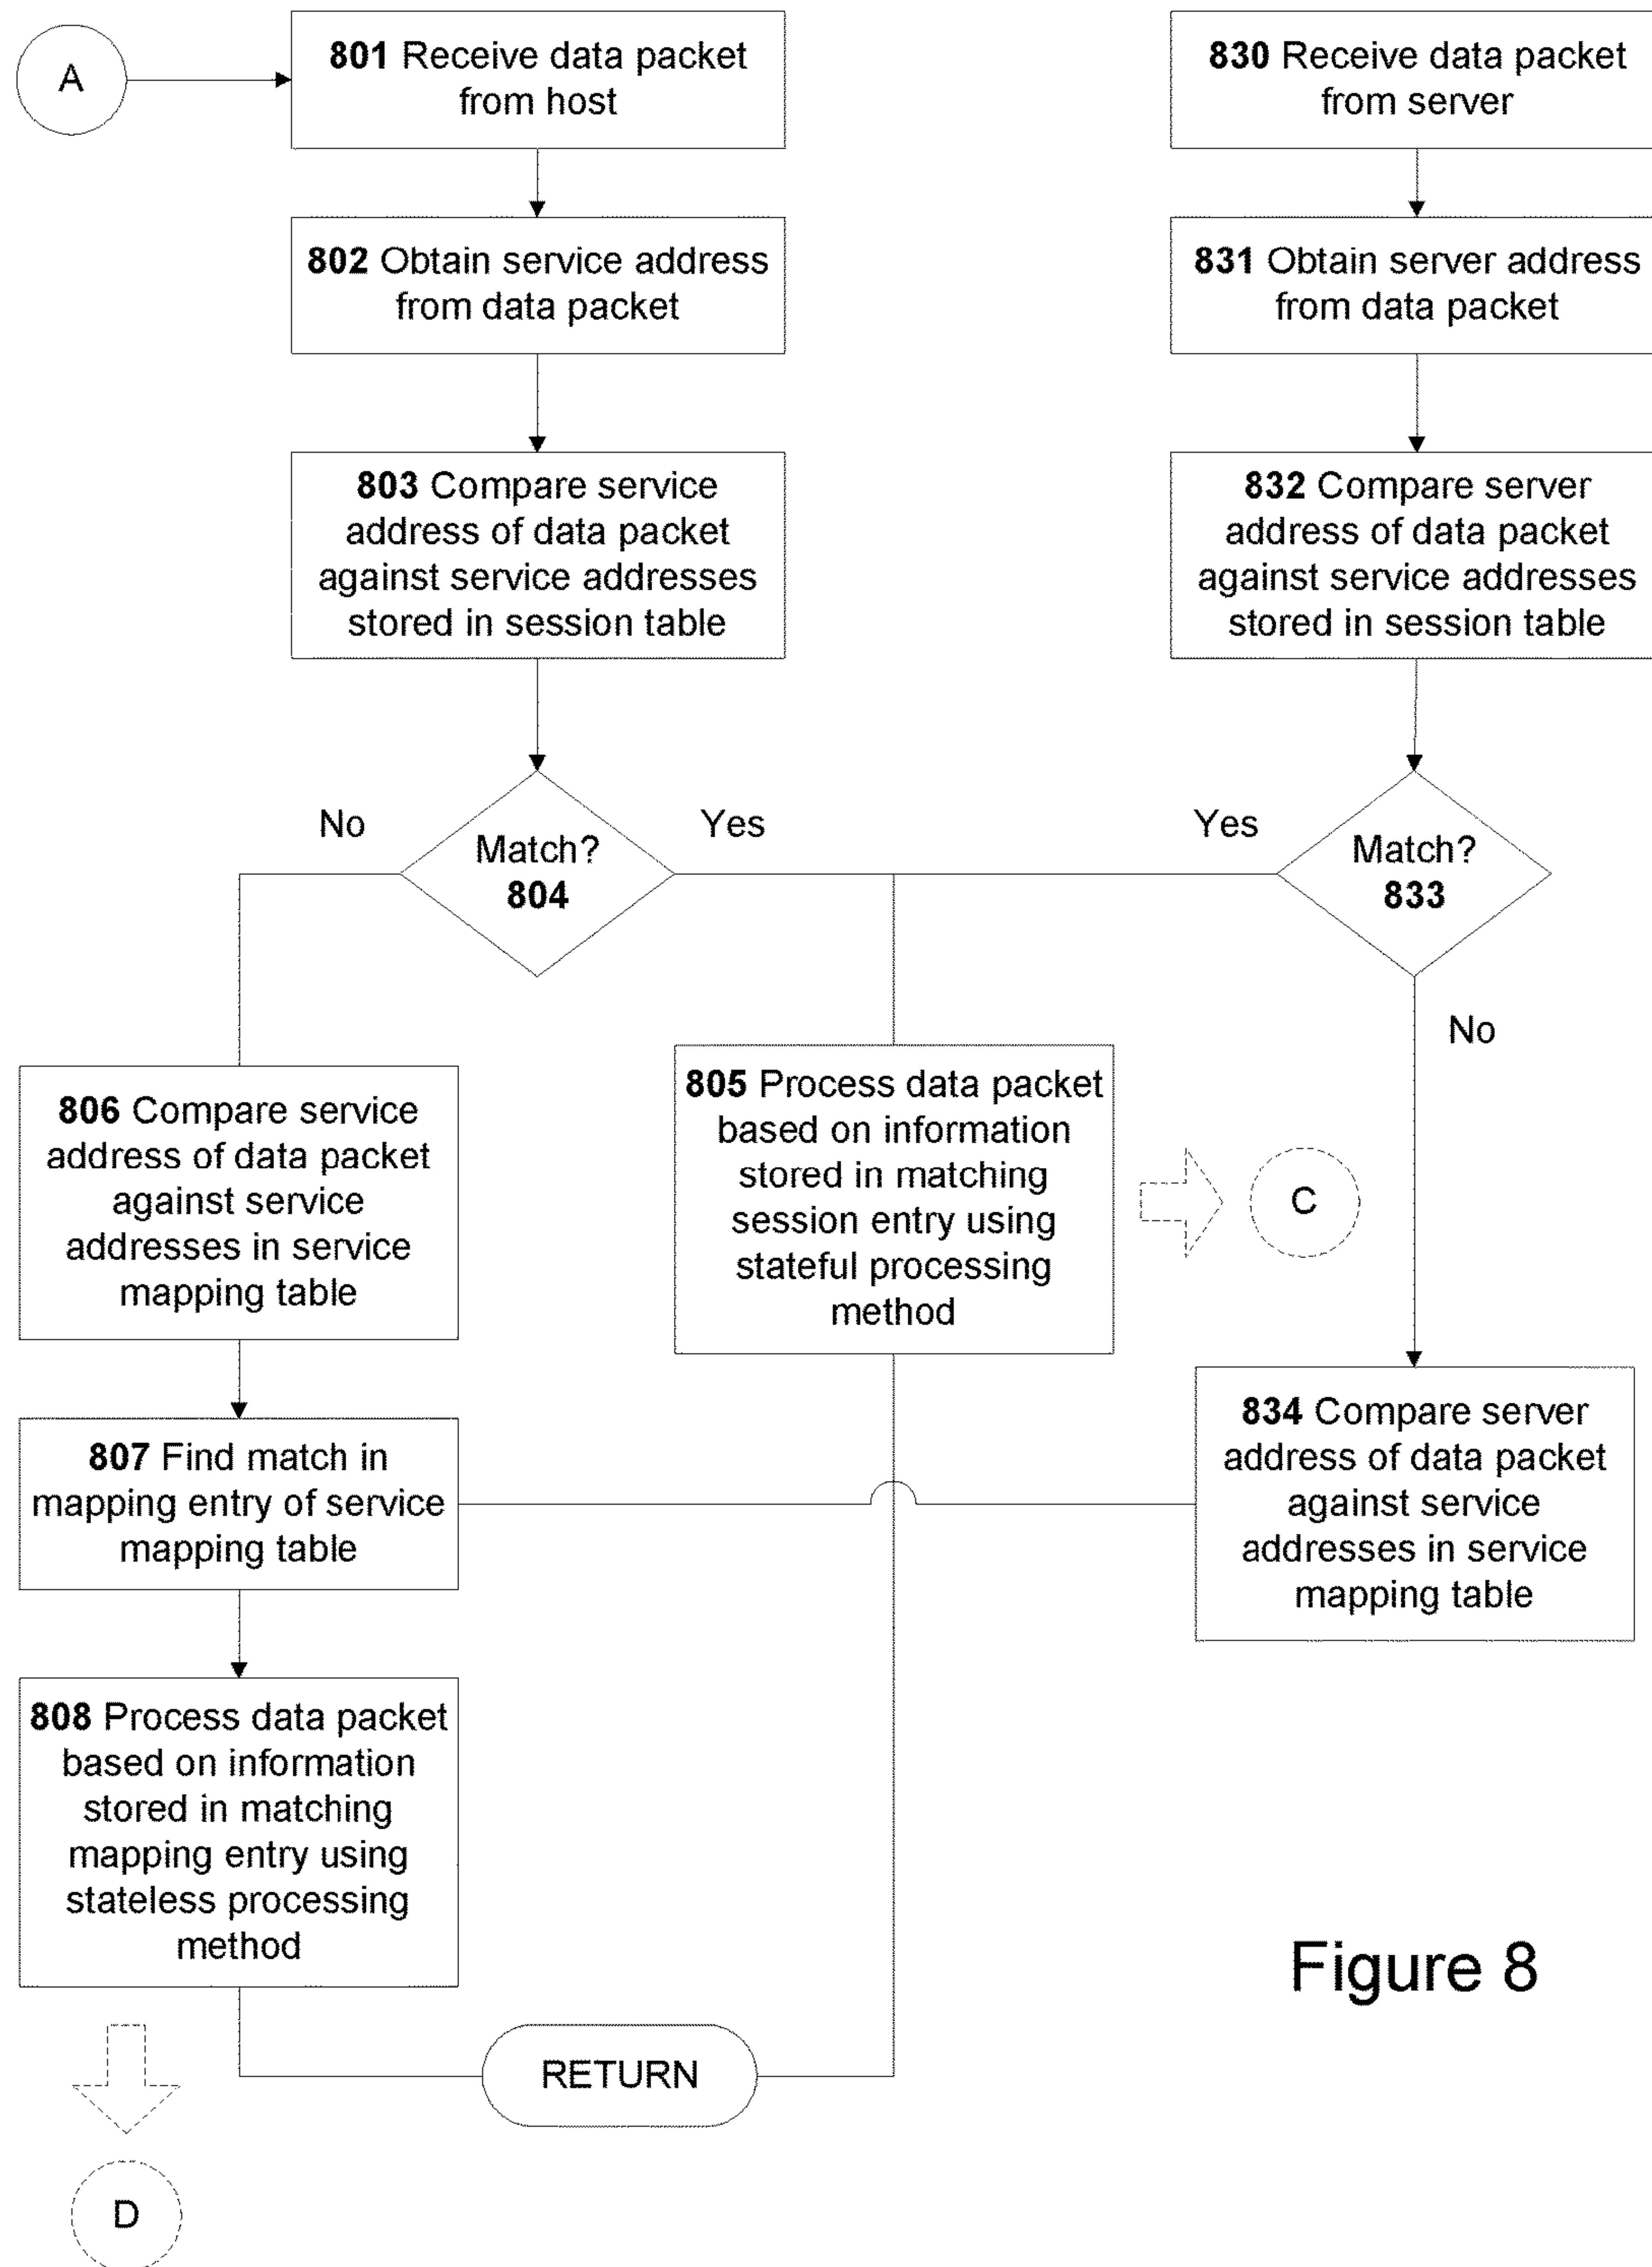 A
801 Receive data packet
from host
830 Receive data packet
from server
802 Obtain service address
from data packet
831 Obtain server address
from data packet
803 Compare service
address of data packet
against service addresses
stored in session table
832 Compare server
address of data packet
against service addresses
stored in session table
No
Match?
804
Yes
Yes
Match?
833
No
806 Compare service
address of data packet
against service
addresses in service
mapping table
805 Process data packet
based on information
stored in matching
session entry using
stateful processing
method
C
807 Find match in
mapping entry of service
mapping table
834 Compare server
address of data packet
against service
addresses in service
mapping table
808 Process data packet
based on information
stored in matching
mapping entry using
stateless processing
method
Figure 8
RETURN
D